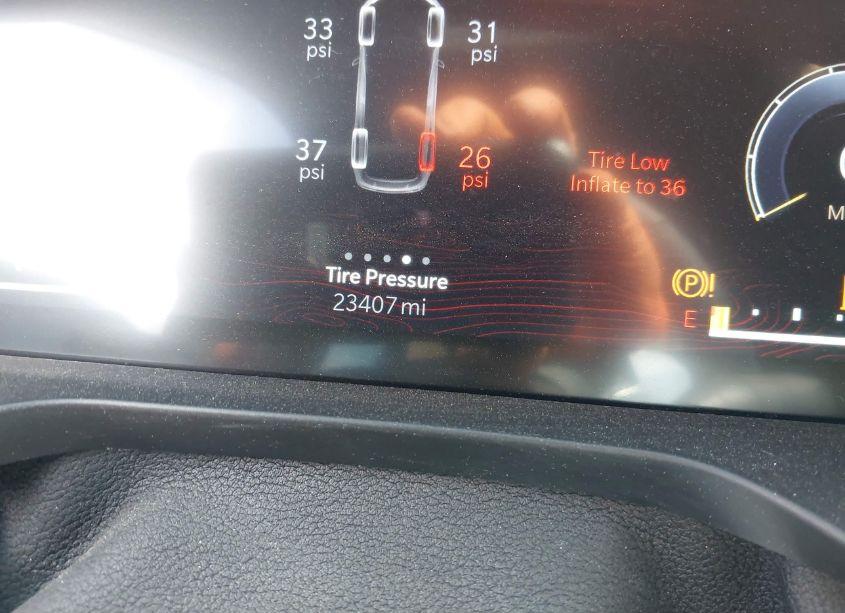 33
psi
31
psi
37
psi
26
psi
Tire Low
Inflate to 36
Tire Pressure
23407 mi
(P)!
E